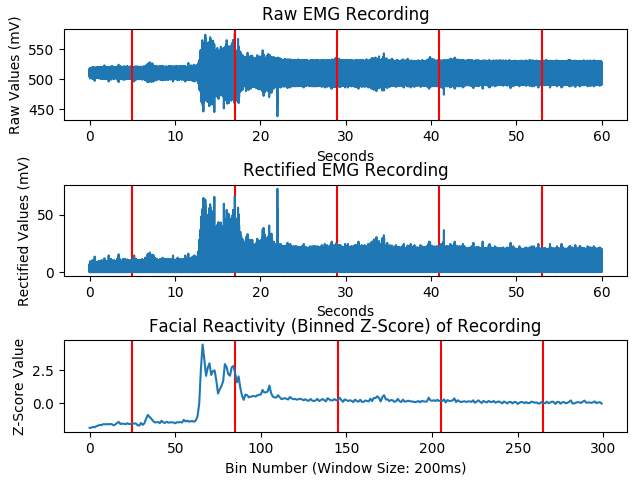 Raw EMG Recording
Raw Values (mV)
550
500
450
0 10 20 30 40 50 60
Seconds
Rectified EMG Recording
Rectified Values (mV)
50
0
0 10 20 30 40 50 60
Seconds
Facial Reactivity (Binned Z-Score) of Recording
Z-Score Value
2.5
0.0
0 50 100 150 200 250 300
Bin Number (Window Size: 200ms)